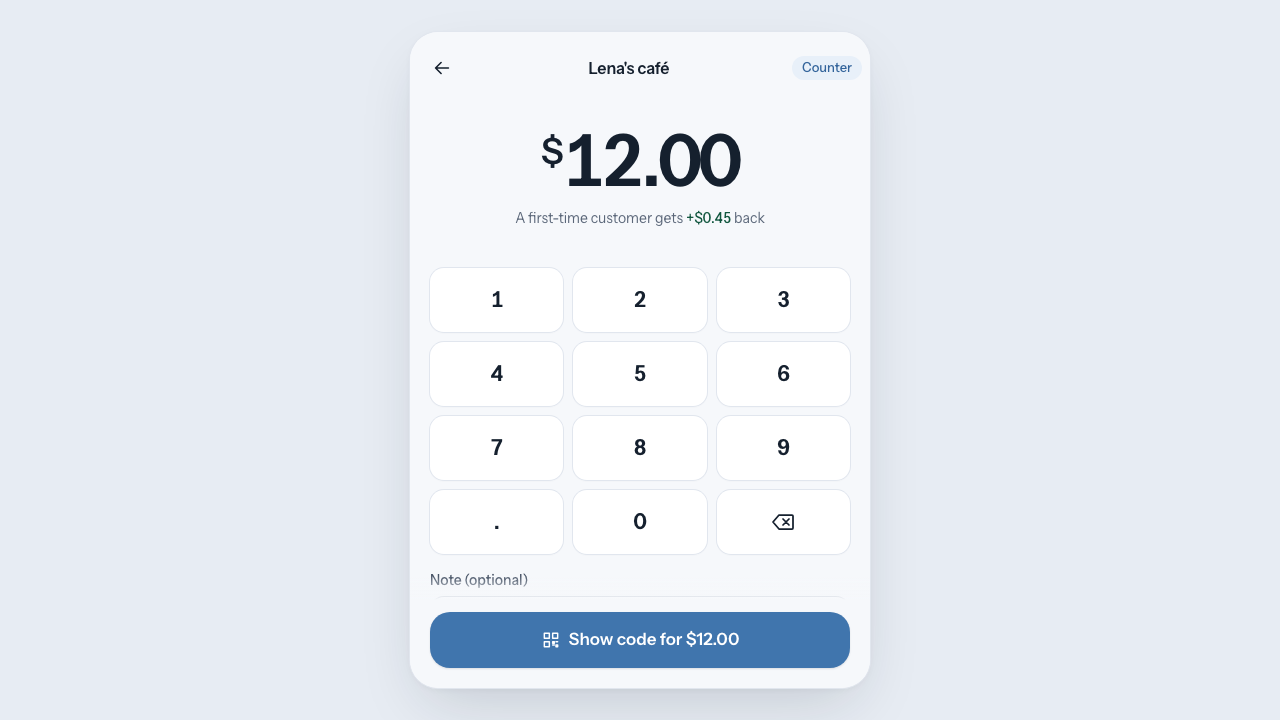 Lena's café
Counter
$12.00
A first-time customer gets +$0.45 back
1 2 3
4 5 6
7 8 9
. 0
Note (optional)
Show code for $12.00